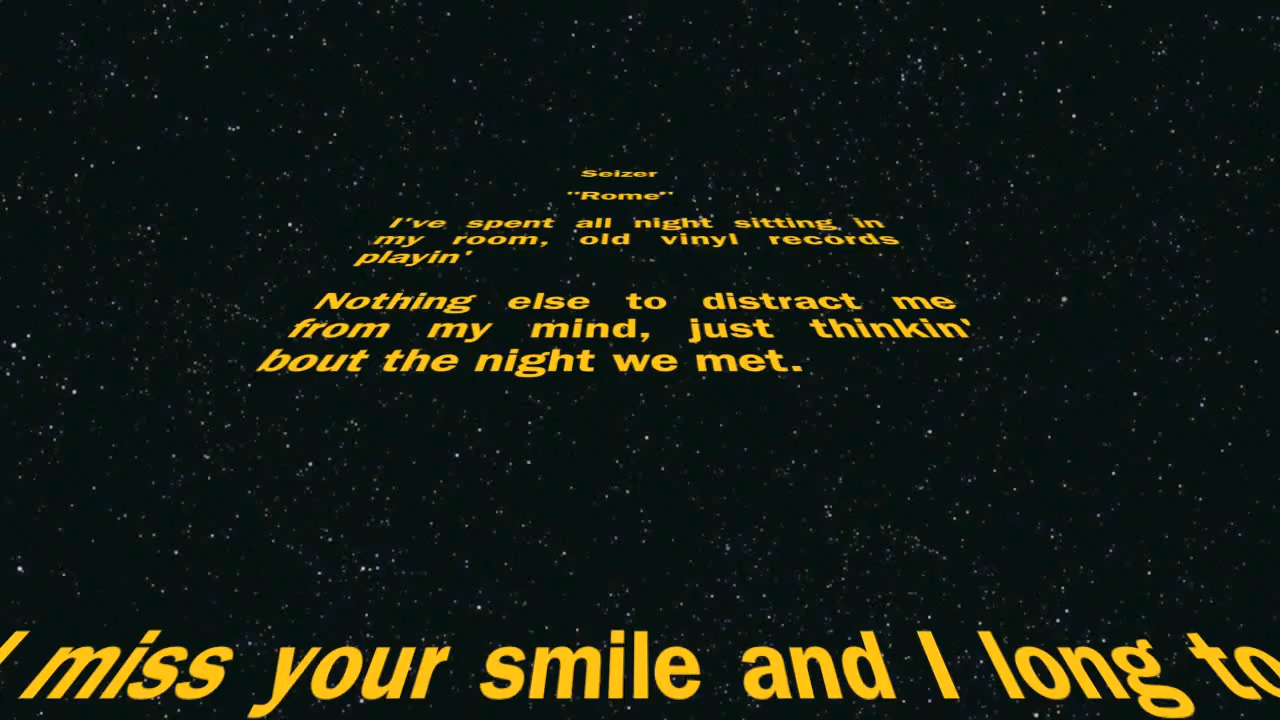 Seizer
"Rome"
I've spent all night sitting in
my room, old vinyl records
playin'
Nothing else to distract me
from my mind, just thinkin'
bout the night we met.
I miss your smile and I long to